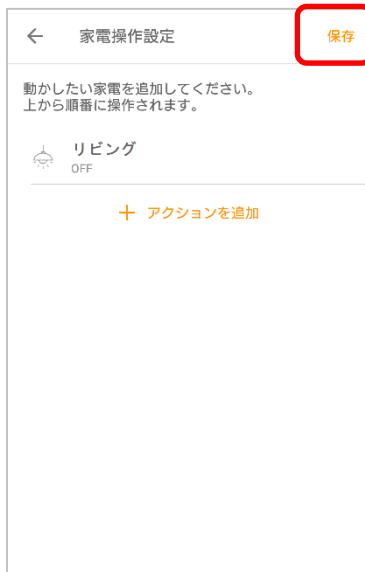 家電操作設定
保存
動かしたい家電を追加してください。
上から順番に操作されます。
リビング
OFF
アクションを追加